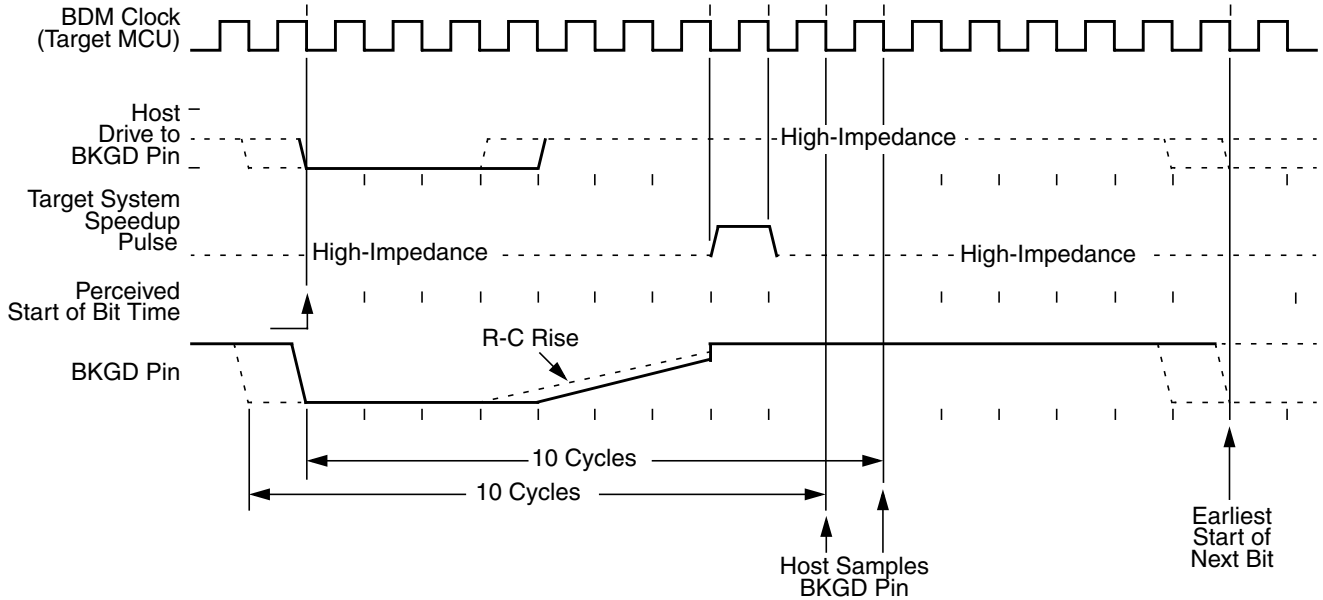 BDM Clock
(Target MCU)
Host
Drive to
BKGD Pin
High-Impedance
Target System
Speedup
Pulse
High-Impedance
High-Impedance
Perceived
Start of Bit Time
R-C Rise
BKGD Pin
10 Cycles
10 Cycles
Earliest
Start of
Next Bit
Host Samples
BKGD Pin